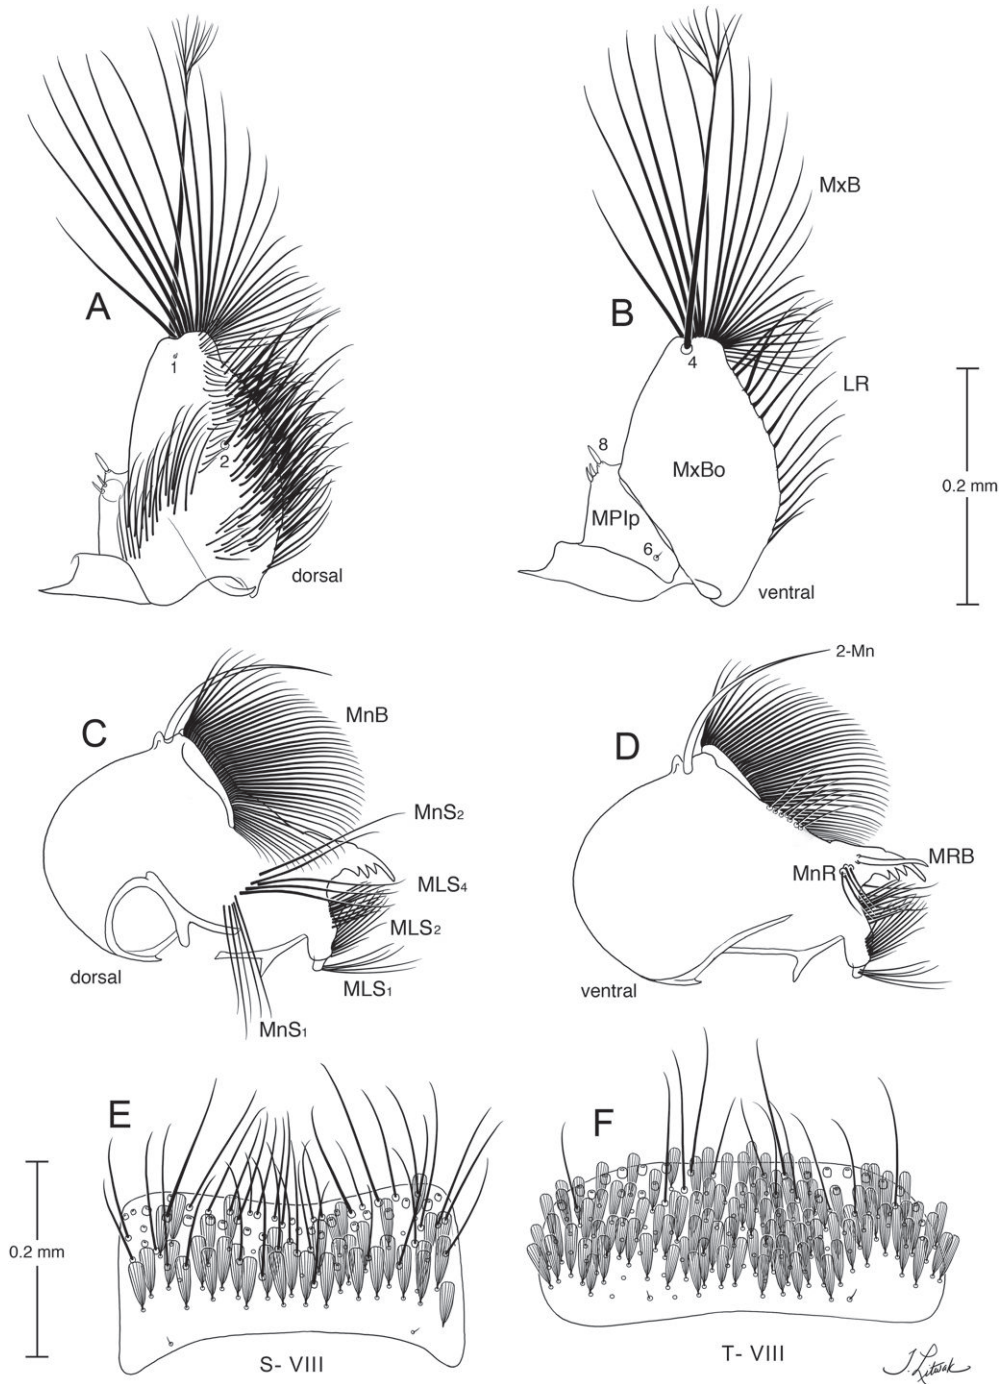 A
1
2
dorsal
B
MxB
4
LR
8
MxBo
MPlp
6
ventral
0.2 mm
C
MnB
MnS2
MLS4
MLS2
MLS1
MnS1
dorsal
D
2-Mn
MnR
MRB
ventral
E
0.2 mm
S- VIII
F
T- VIII
J. Litwak